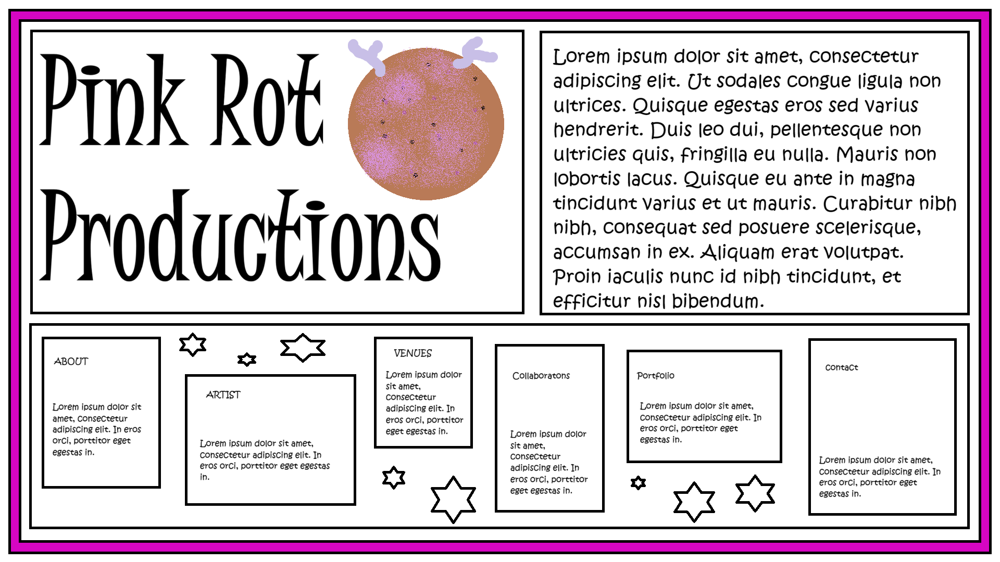 Pink Rot
Productions
Lorem ipsum dolor sit amet, consectetur
adipiscing elit. Ut sodales congue ligula non
ultrices. Quisque egestas eros sed varius
hendrerit. Duis leo dui, pellentesque non
ultricies quis, fringilla eu nulla. Mauris non
lobortis lacus. Quisque eu ante in magna
tincidunt varius et ut mauris. Curabitur nibh
nibh, consequat sed posuere scelerisque,
accumsan in ex. Aliquam erat volutpat.
Proin iaculis nunc id nibh tincidunt, et
efficitur nisl bibendum.
ABOUT
Lorem ipsum dolor sit
amet, consectetur
adipiscing elit. In eros
orci, porttitor eget
egestas in.
ARTIST
Lorem ipsum dolor sit amet,
consectetur adipiscing elit. In
eros orci, porttitor eget egestas
in.
VENUES
Lorem ipsum dolor
sit amet,
consectetur
adipiscing elit. In
eros orci, porttitor
eget egestas in.
Collaboratons
Lorem ipsum dolor
sit amet,
consectetur
adipiscing elit. In
eros orci, porttitor
eget egestas in.
Portfolio
Lorem ipsum dolor sit amet,
consectetur adipiscing elit. In
eros orci, porttitor eget
egestas in.
contact
Lorem ipsum dolor sit amet,
consectetur adipiscing elit. In
eros orci, porttitor eget
egestas in.